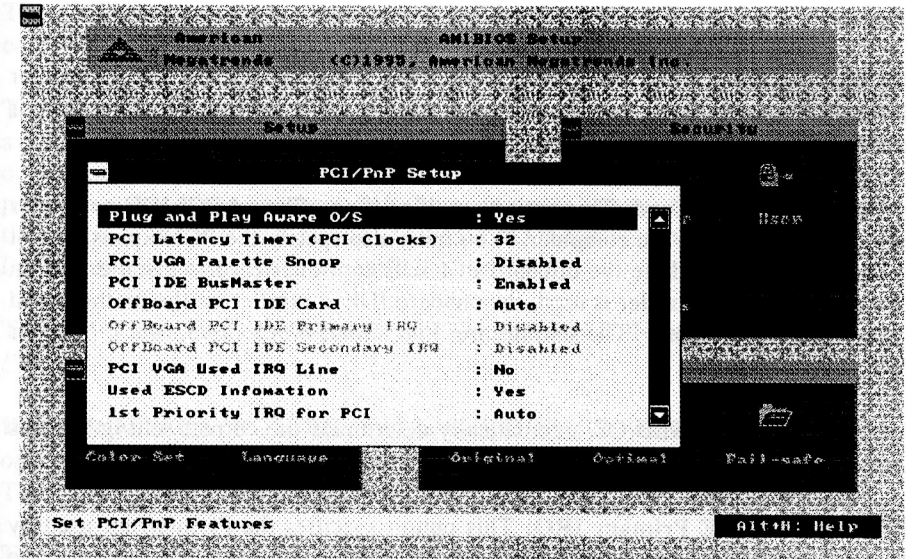 American AMIBIOS Setup
Megatrends (C)1995, American Megatrends Inc.
Setup Security
PCI/PnP Setup
Plug and Play Aware O/S : Yes
PCI Latency Timer (PCI Clocks) : 32
PCI VGA Palette Snoop : Disabled
PCI IDE BusMaster : Enabled
OffBoard PCI IDE Card : Auto
OffBoard PCI IDE Primary IRQ : Disabled
OffBoard PCI IDE Secondary IRQ : Disabled
PCI VGA Used IRQ Line : No
Used ESCD Infomation : Yes
1st Priority IRQ for PCI : Auto
User
Color Set Language Original Optimal Fail-safe
Set PCI/PnP Features Alt+H: Help